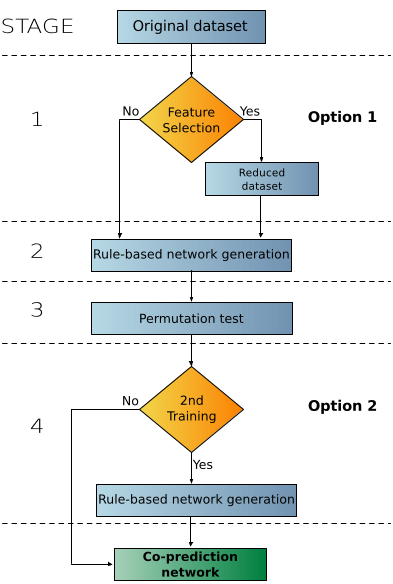 STAGE
Original dataset
1
No
Feature
Selection
Yes
Option 1
Reduced
dataset
2
Rule-based network generation
3
Permutation test
4
No
2nd
Training
Option 2
Yes
Rule-based network generation
Co-prediction
network